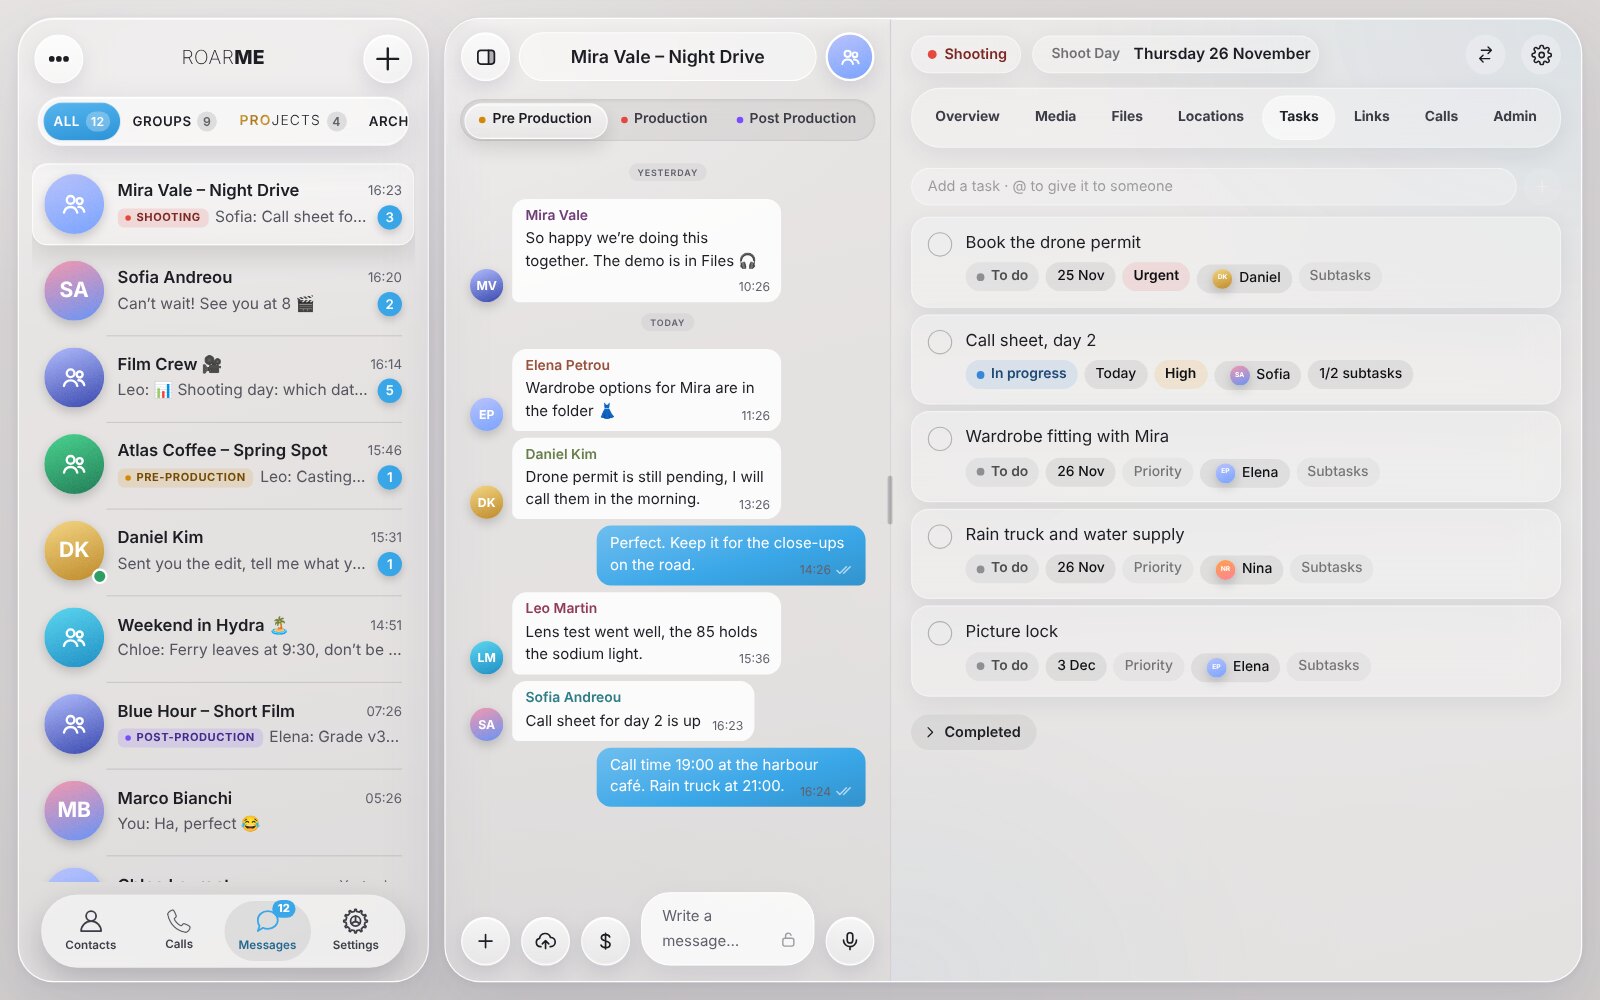 ROARME
ALL 12 GROUPS 9 PROJECTS 4 ARCH
Mira Vale – Night Drive 16:23
SHOOTING Sofia: Call sheet fo... 3
SA Sofia Andreou 16:20
Can't wait! See you at 8 🎬 2
Film Crew 🎥 16:14
Leo: 📊 Shooting day: which dat... 5
Atlas Coffee – Spring Spot 15:46
PRE-PRODUCTION Leo: Casting... 1
DK Daniel Kim 15:31
Sent you the edit, tell me what y... 1
Weekend in Hydra 🏝️ 14:51
Chloe: Ferry leaves at 9:30, don't be ...
Blue Hour – Short Film 07:26
POST-PRODUCTION Elena: Grade v3...
MB Marco Bianchi 05:26
You: Ha, perfect 😂
Contacts Calls 12 Messages Settings
Mira Vale – Night Drive
Pre Production Production Post Production
YESTERDAY
Mira Vale
So happy we're doing this
together. The demo is in Files 🎧
MV 10:26
TODAY
Elena Petrou
Wardrobe options for Mira are in
EP the folder 👗 11:26
Daniel Kim
Drone permit is still pending, I will
DK call them in the morning. 13:26
Perfect. Keep it for the close-ups
on the road. 14:26
Leo Martin
Lens test went well, the 85 holds
LM the sodium light. 15:36
Sofia Andreou
SA Call sheet for day 2 is up 16:23
Call time 19:00 at the harbour
café. Rain truck at 21:00. 16:24
$ Write a
message...
Shooting Shoot Day Thursday 26 November
Overview Media Files Locations Tasks Links Calls Admin
Add a task · @ to give it to someone
Book the drone permit
To do 25 Nov Urgent DK Daniel Subtasks
Call sheet, day 2
In progress Today High SA Sofia 1/2 subtasks
Wardrobe fitting with Mira
To do 26 Nov Priority EP Elena Subtasks
Rain truck and water supply
To do 26 Nov Priority NR Nina Subtasks
Picture lock
To do 3 Dec Priority EP Elena Subtasks
Completed